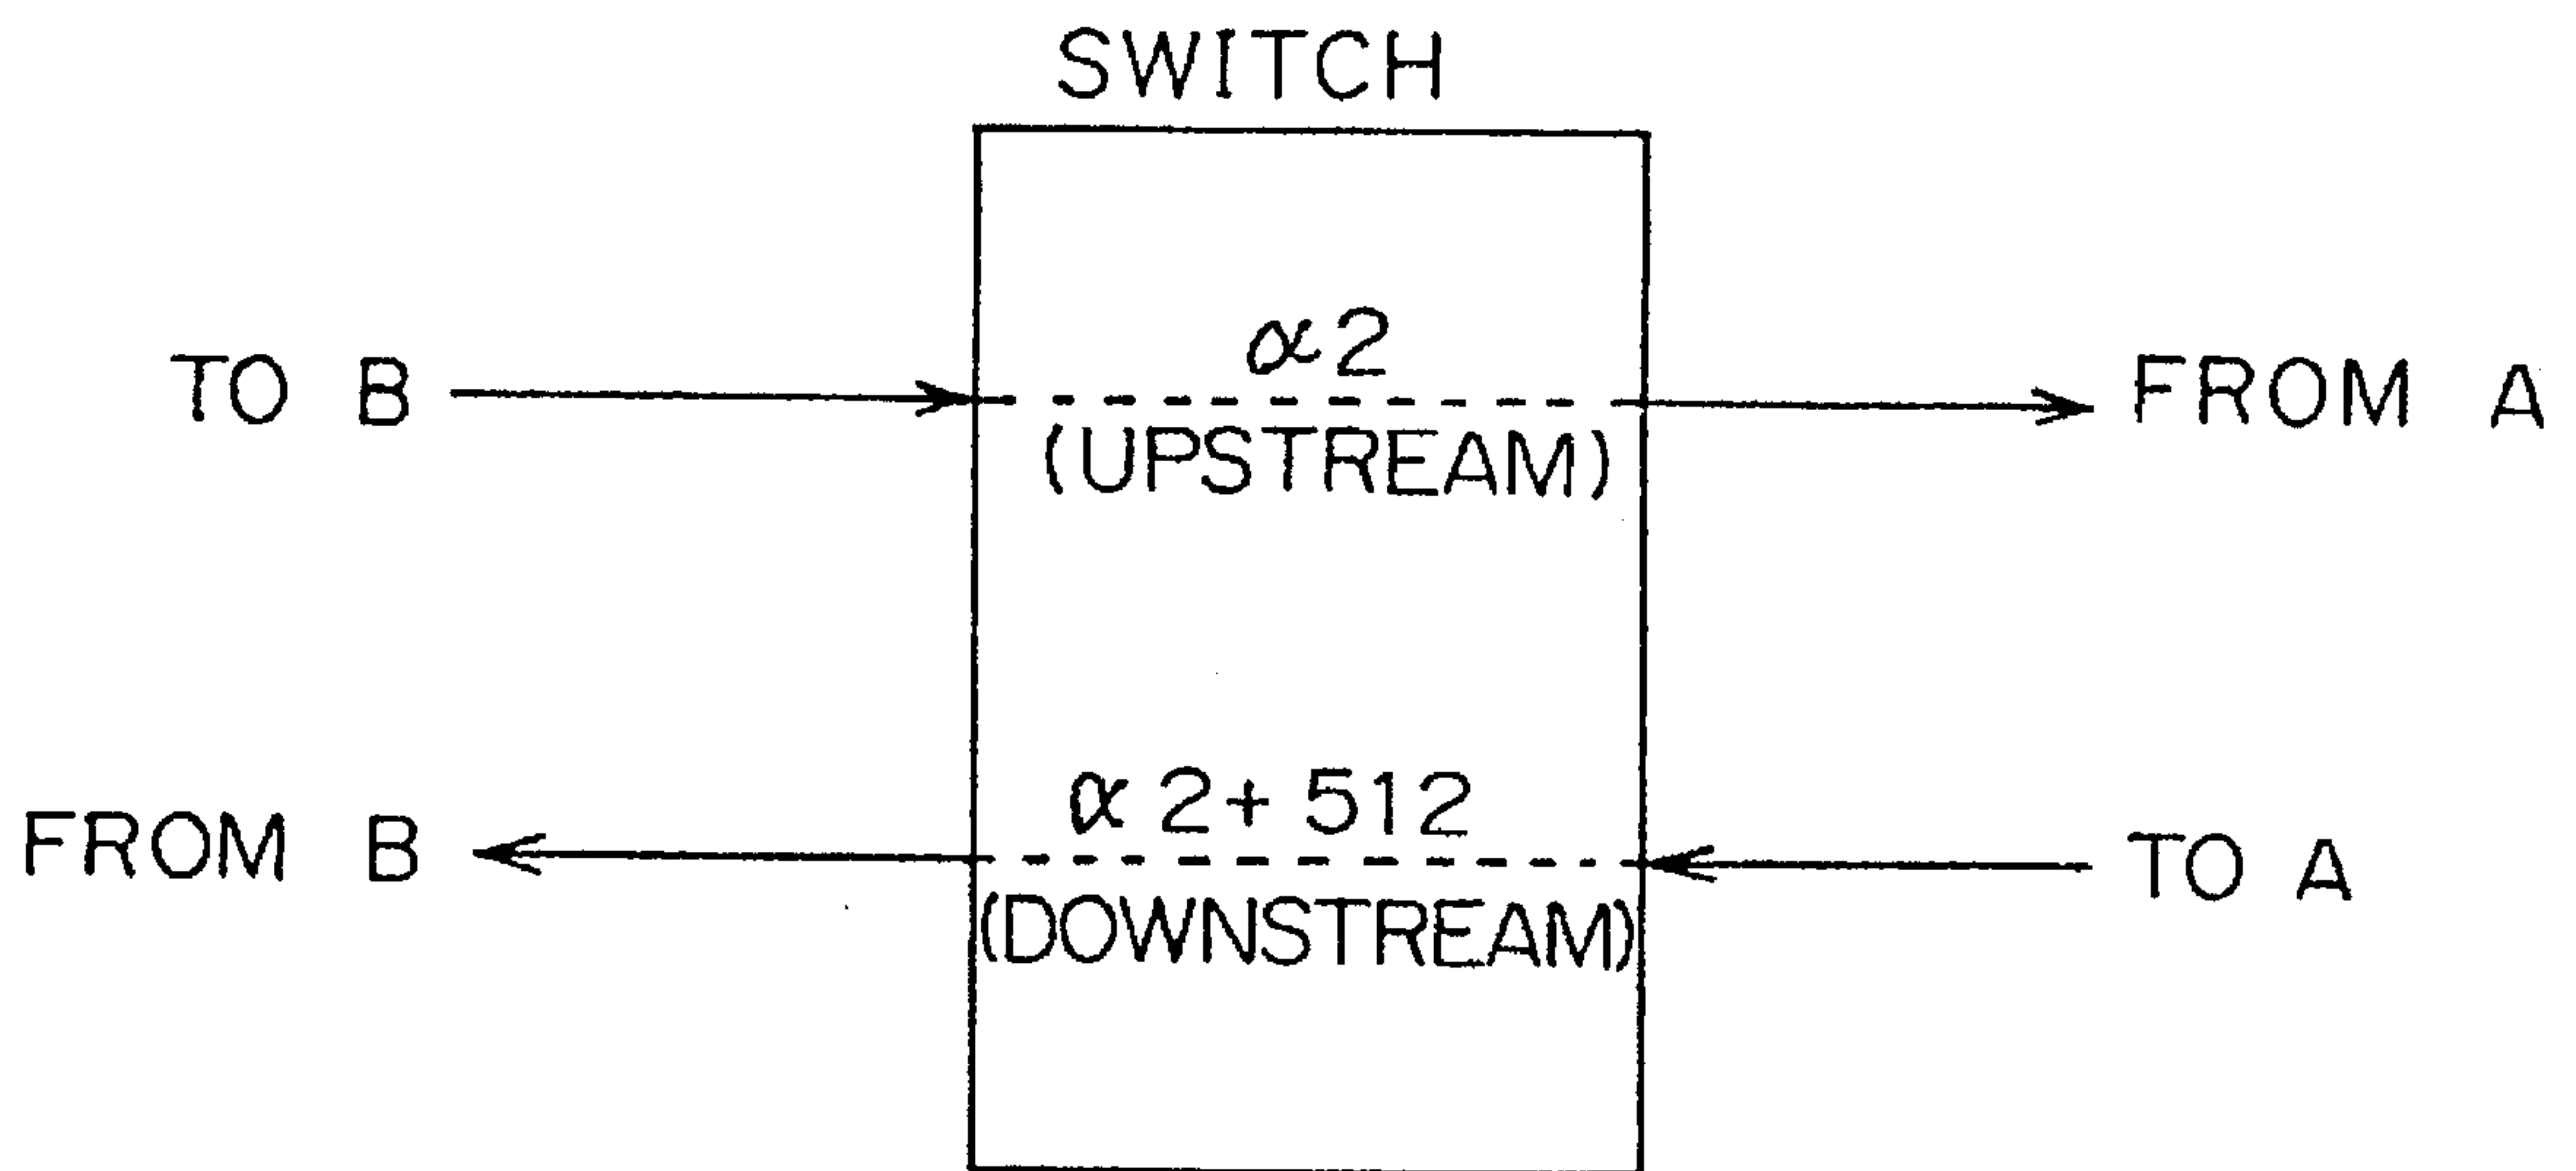 SWITCH
α2
TO B
FROM A
(UPSTREAM)
α2+512
FROM B
TO A
(DOWNSTREAM)